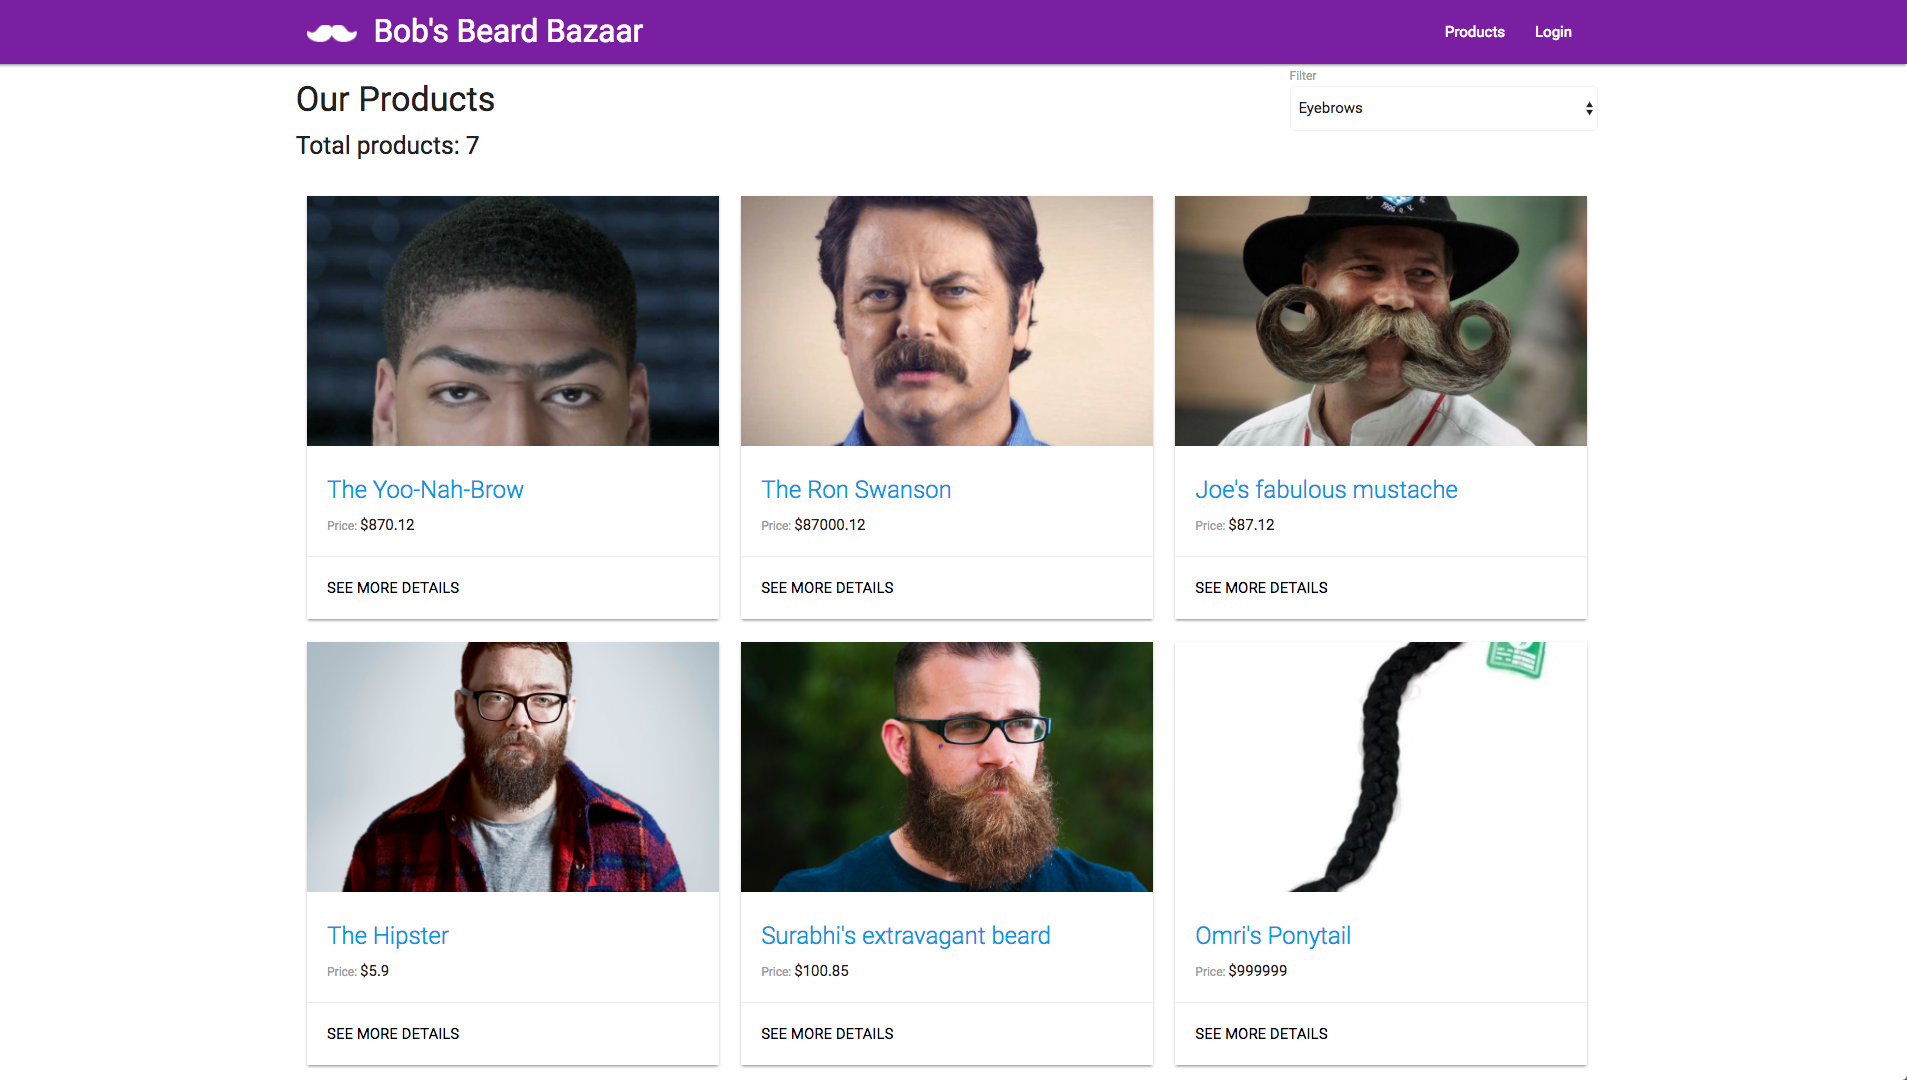 Bob's Beard Bazaar
Products
Login
Filter
Our Products
Eyebrows
Total products: 7
1994 e.V.
The Yoo-Nah-Brow
The Ron Swanson
Joe's fabulous mustache
Price: $870.12
Price: $87000.12
Price: $87.12
SEE MORE DETAILS
SEE MORE DETAILS
SEE MORE DETAILS
The Hipster
Surabhi's extravagant beard
Omri's Ponytail
Price: $5.9
Price: $100.85
Price: $999999
SEE MORE DETAILS
SEE MORE DETAILS
SEE MORE DETAILS